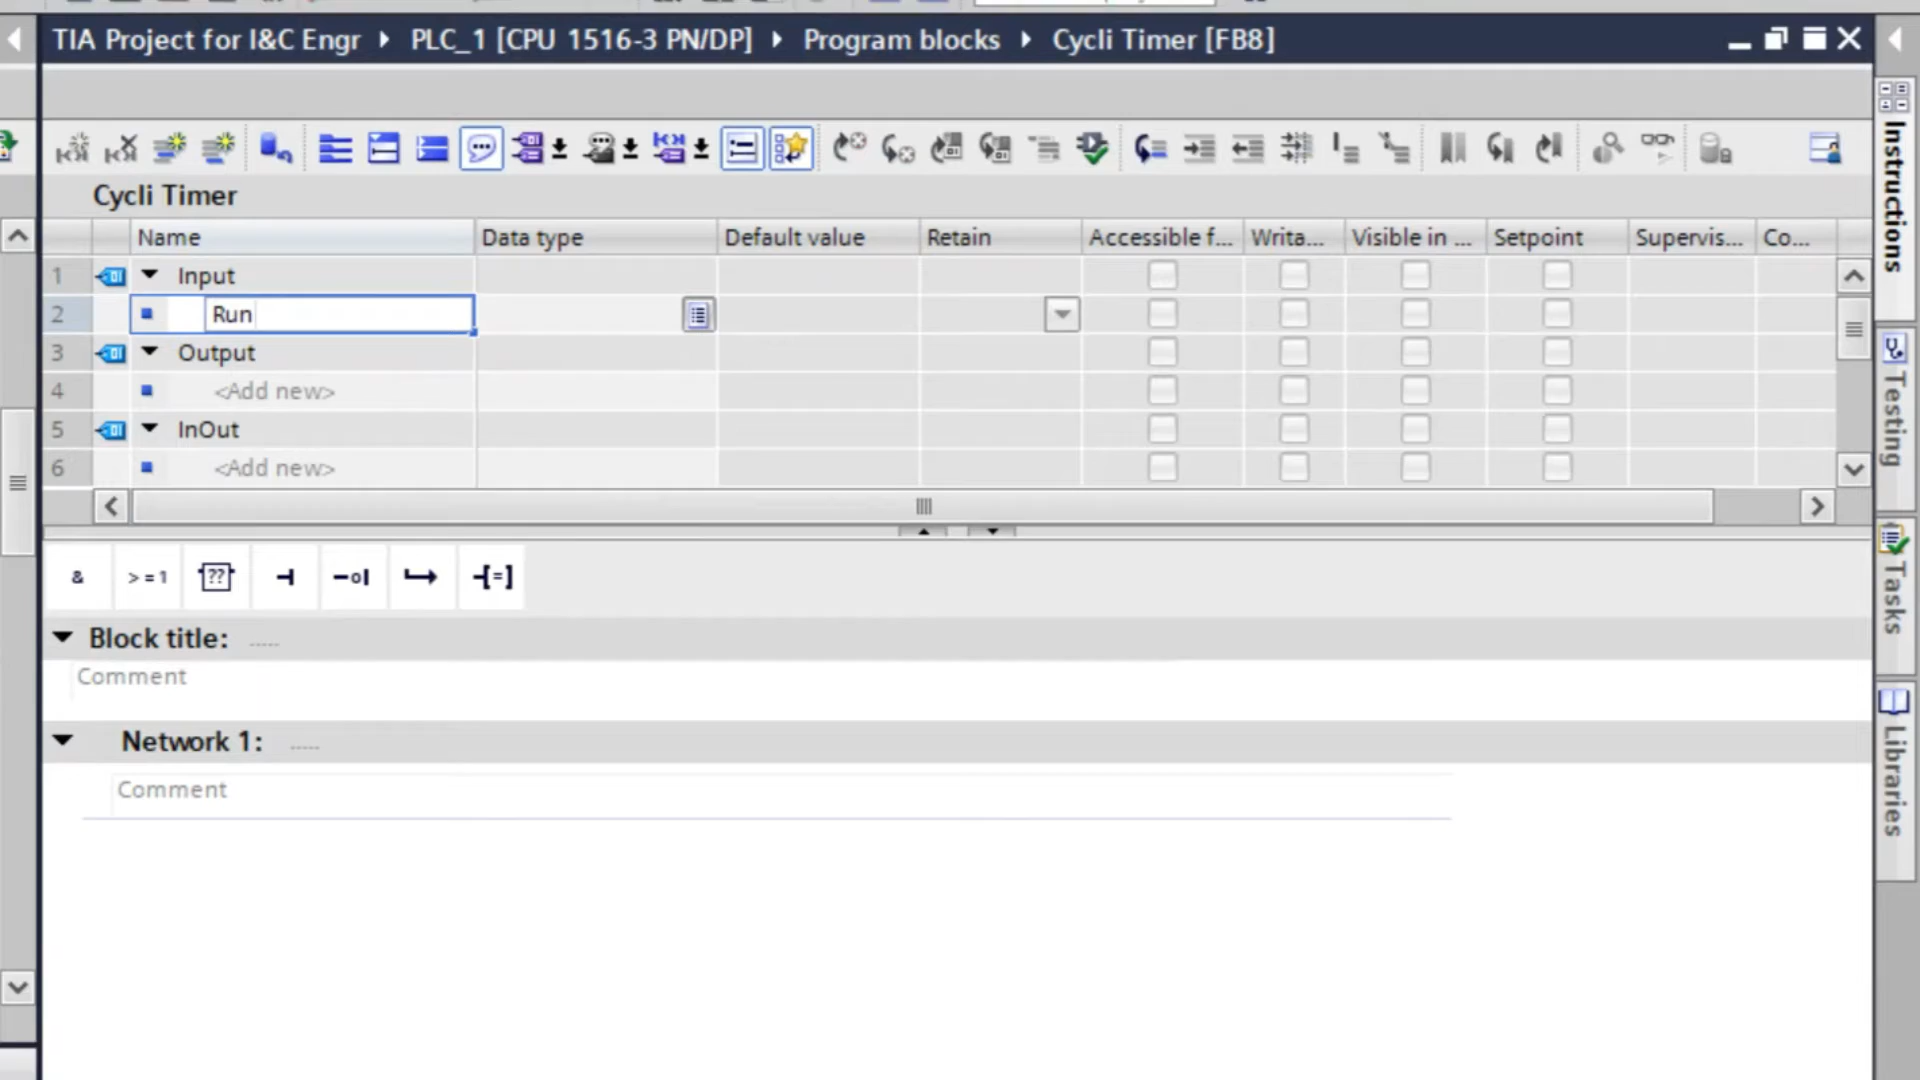 TIA Project for I&C Engr ▸ PLC_1 [CPU 1516-3 PN/DP] ▸ Program blocks ▸ Cycli Timer [FB8]
Cycli Timer
Name Data type Default value Retain Accessible f... Writa... Visible in ... Setpoint Supervis... Co...
1 Input
2 Run
3 Output
4 <Add new>
5 InOut
6 <Add new>
& >=1 ?? -[=]
Block title: .....
Comment
Network 1: .....
Comment
Instructions
Testing
Tasks
Libraries